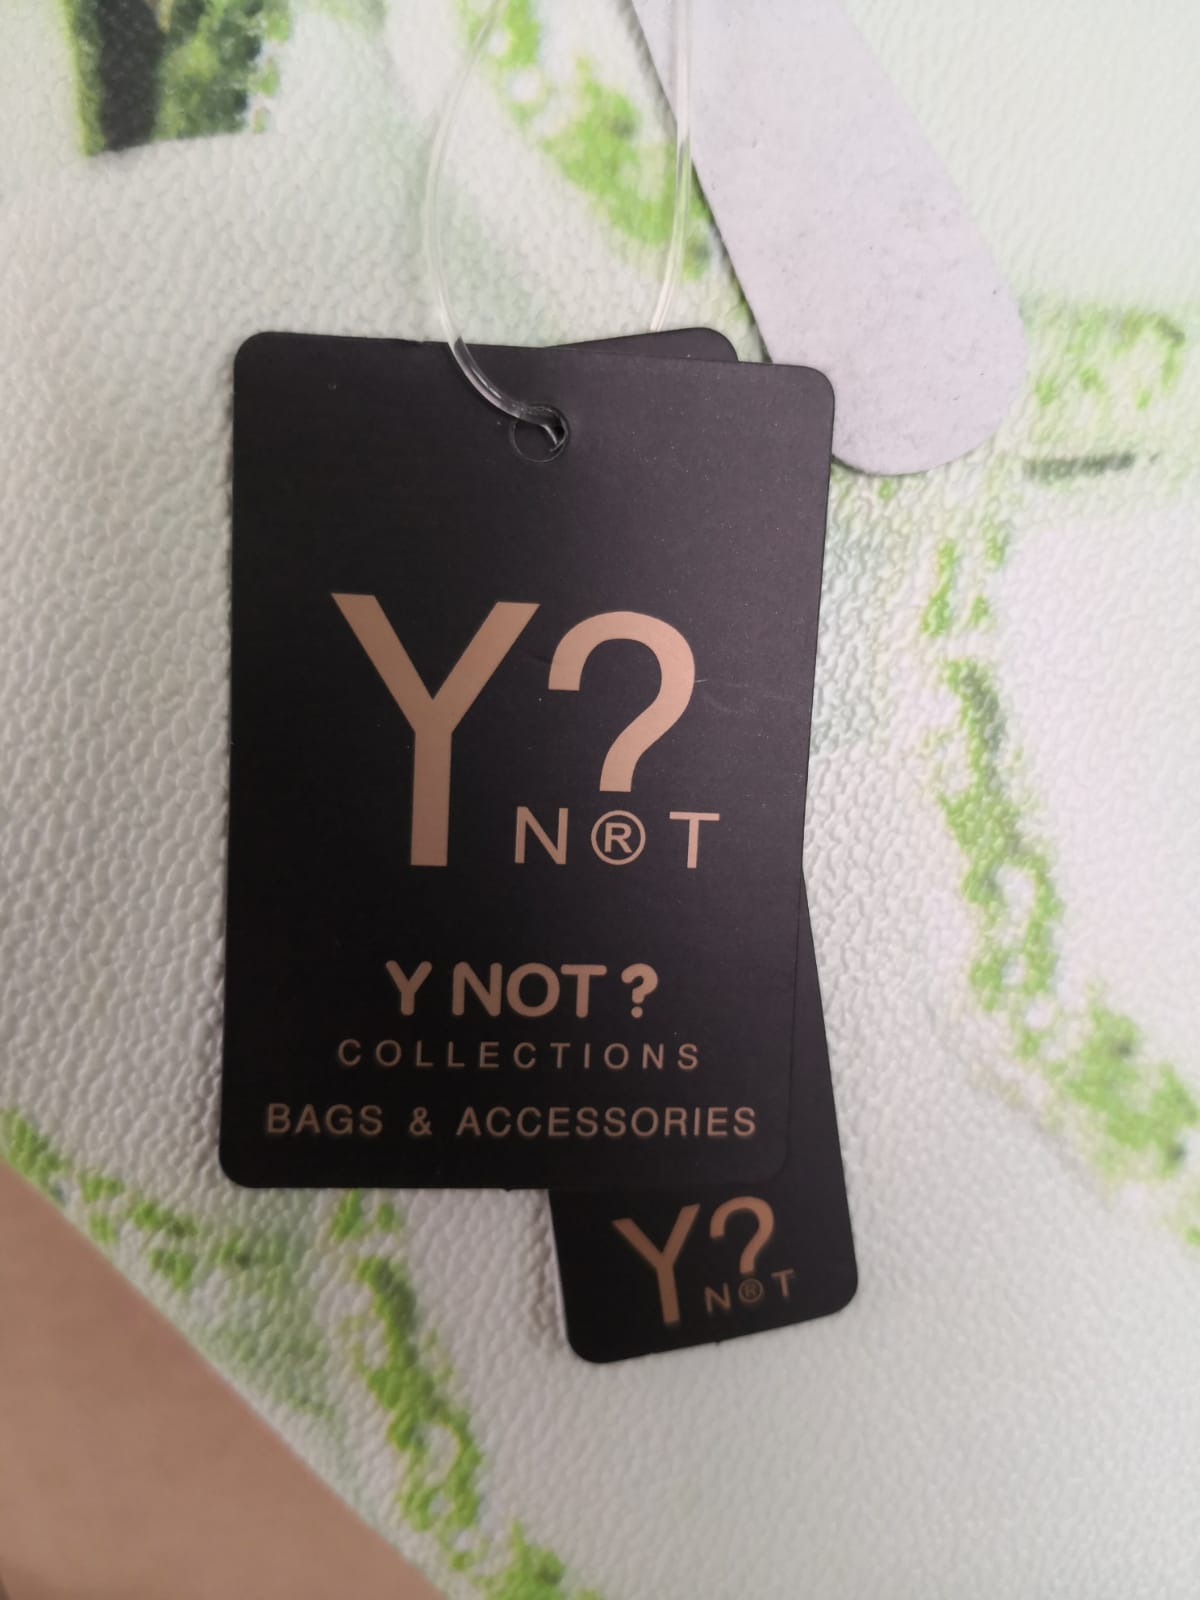 Y?
N®T
Y NOT?
COLLECTIONS
BAGS & ACCESSORIES
Y?
N®T